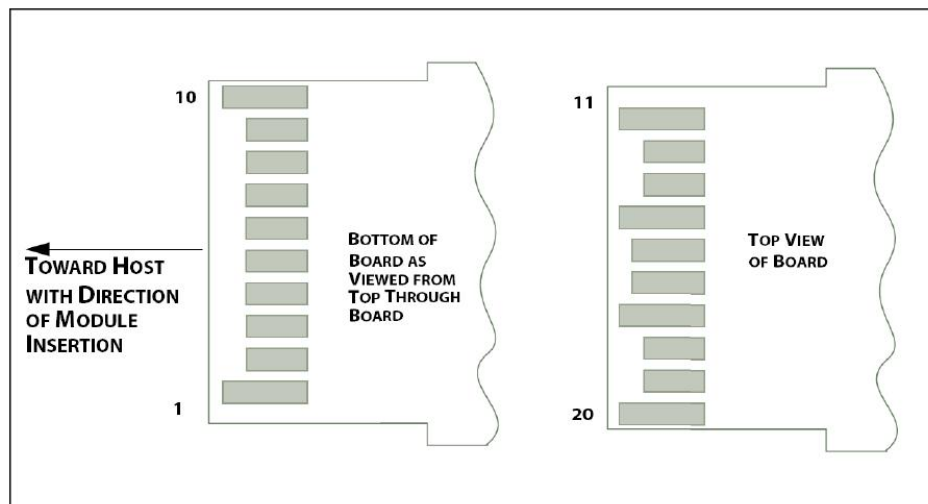 10
1
TOWARD HOST
WITH DIRECTION
OF MODULE
INSERTION
BOTTOM OF
BOARD AS
VIEWED FROM
TOP THROUGH
BOARD
11
20
TOP VIEW
OF BOARD